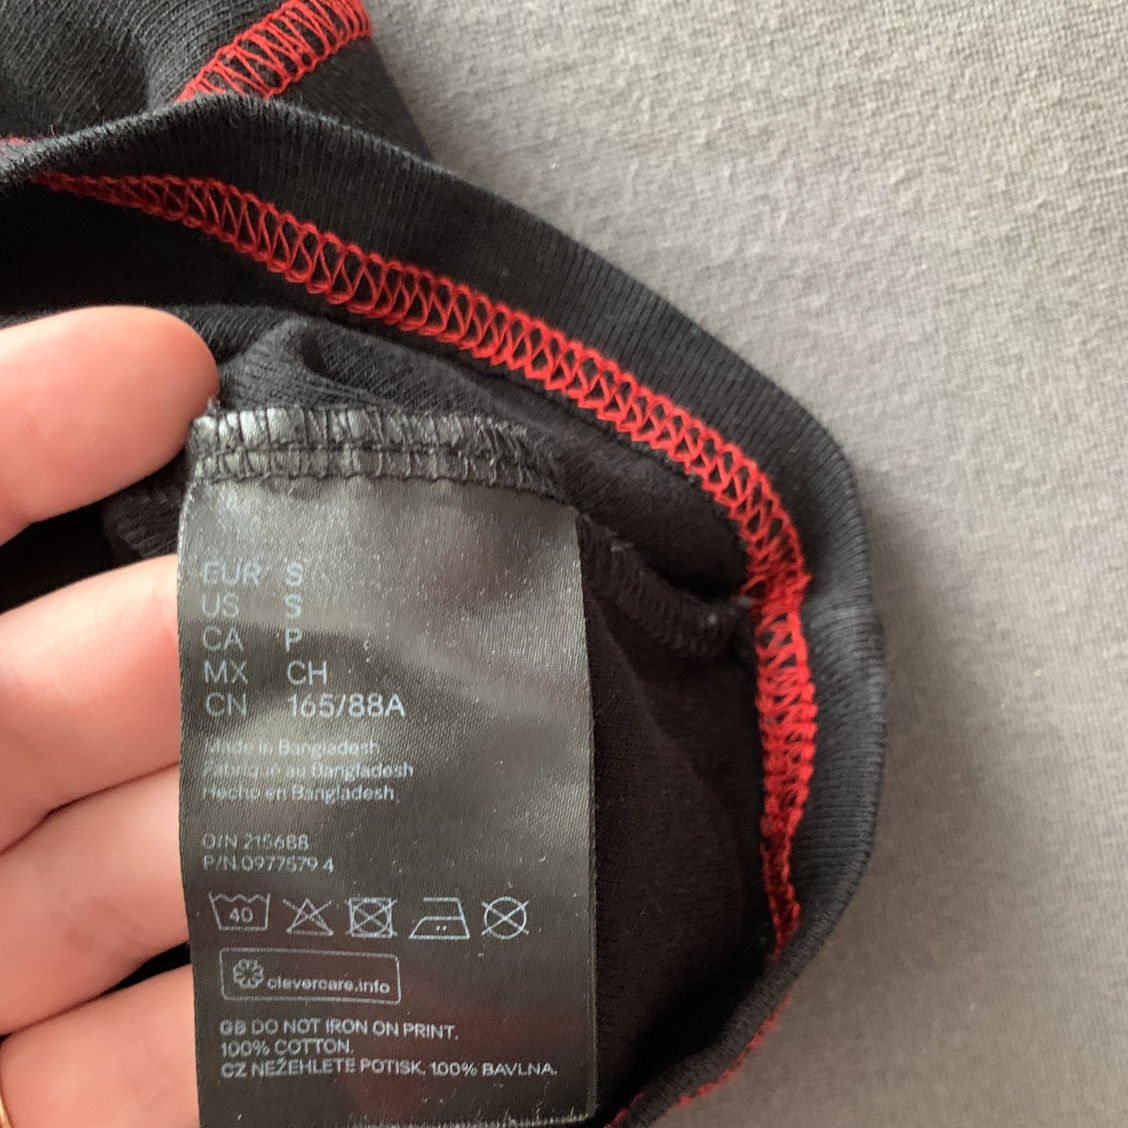 EUR S
US S
CA P
MX CH
CN 165/88A
Made in Bangladesh
Fabriqué au Bangladesh
Hecho en Bangladesh
O/N 215688
P/N.0977579 4
40
clevercare.info
GB DO NOT IRON ON PRINT.
100% COTTON.
CZ NEŽEHLETE POTISK. 100% BAVLNA.